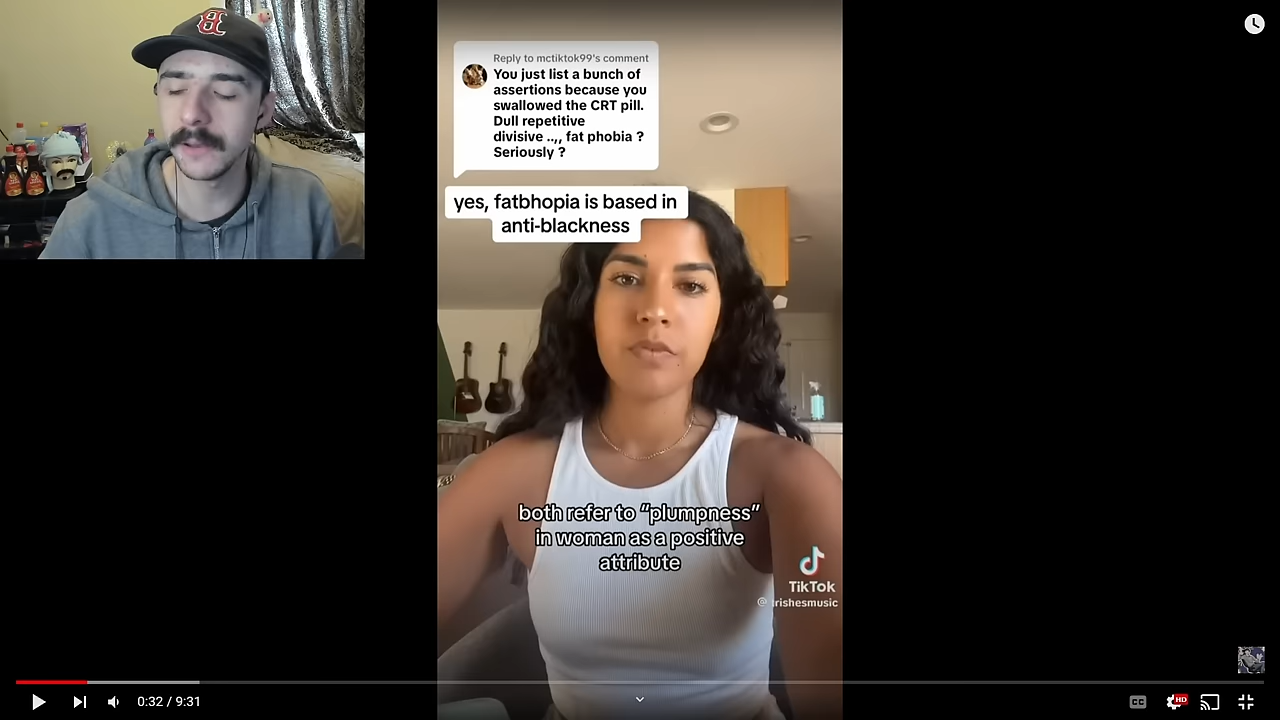 Reply to mctiktok99's comment
You just list a bunch of
assertions because you
swallowed the CRT pill.
Dull repetitive
divisive ..,, fat phobia ?
Seriously ?
yes, fatbhopia is based in
anti-blackness
both refer to “plumpness”
in woman as a positive
attribute
TikTok
@ irishesmusic
0:32 / 9:31
CC
HD
B